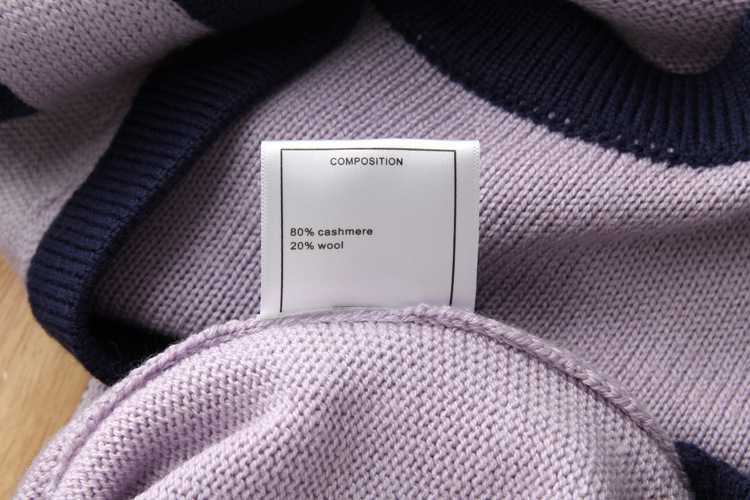 COMPOSITION
80% cashmere
20% wool